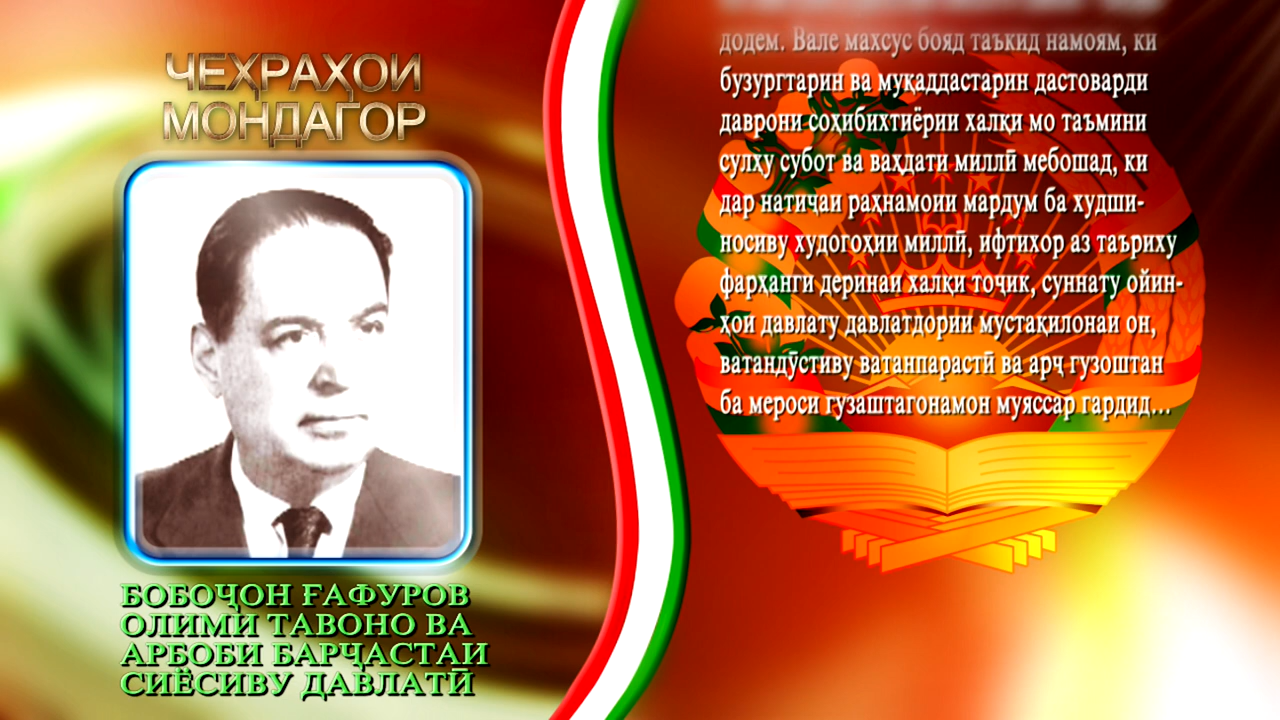 ЧЕҲРАҲОИ
МОНДАГОР
БОБОҶОН ҒАФУРОВ
ОЛИМИ ТАВОНО ВА
АРБОБИ БАРҶАСТАИ
СИЁСИВУ ДАВЛАТӢ
додем. Вале махсус бояд таъкид намоям, ки
бузургтарин ва муқаддастарин дастоварди
даврони соҳибихтиёрии халқи мо таъмини
сулҳу субот ва ваҳдати миллӣ мебошад, ки
дар натиҷаи раҳнамоии мардум ба худши-
носиву худогоҳии миллӣ, ифтихор аз таъриху
фарҳанги деринаи халқи тоҷик, суннату ойин-
ҳои давлату давлатдории мустақилонаи он,
ватандӯстиву ватанпарастӣ ва арҷ гузоштан
ба мероси гузаштагонамон муяссар гардид...